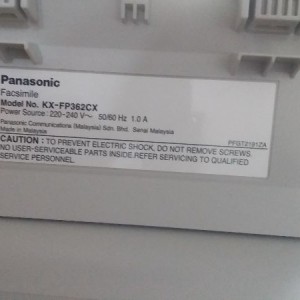 Panasonic
Facsimile
Model No. KX-FP362CX
Power Source: 220-240 V~ 50/60 Hz 1.0 A
Panasonic Communications (Malaysia) Sdn. Bhd. Senai Malaysia
Made in Malaysia
PFGT2191ZA
CAUTION: TO PREVENT ELECTRIC SHOCK, DO NOT REMOVE SCREWS.
NO USER-SERVICEABLE PARTS INSIDE.REFER SERVICING TO QUALIFIED
SERVICE PERSONNEL.